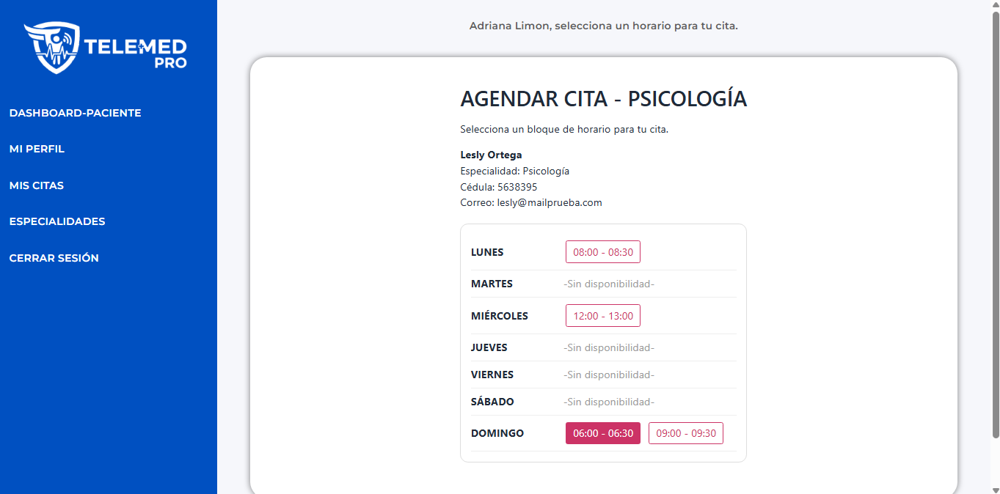 TELEMED
PRO
DASHBOARD-PACIENTE
MI PERFIL
MIS CITAS
ESPECIALIDADES
CERRAR SESIÓN
Adriana Limon, selecciona un horario para tu cita.
AGENDAR CITA - PSICOLOGÍA
Selecciona un bloque de horario para tu cita.
Lesly Ortega
Especialidad: Psicología
Cédula: 5638395
Correo: lesly@mailprueba.com
LUNES 08:00 - 08:30
MARTES -Sin disponibilidad-
MIÉRCOLES 12:00 - 13:00
JUEVES -Sin disponibilidad-
VIERNES -Sin disponibilidad-
SÁBADO -Sin disponibilidad-
DOMINGO 06:00 - 06:30 09:00 - 09:30